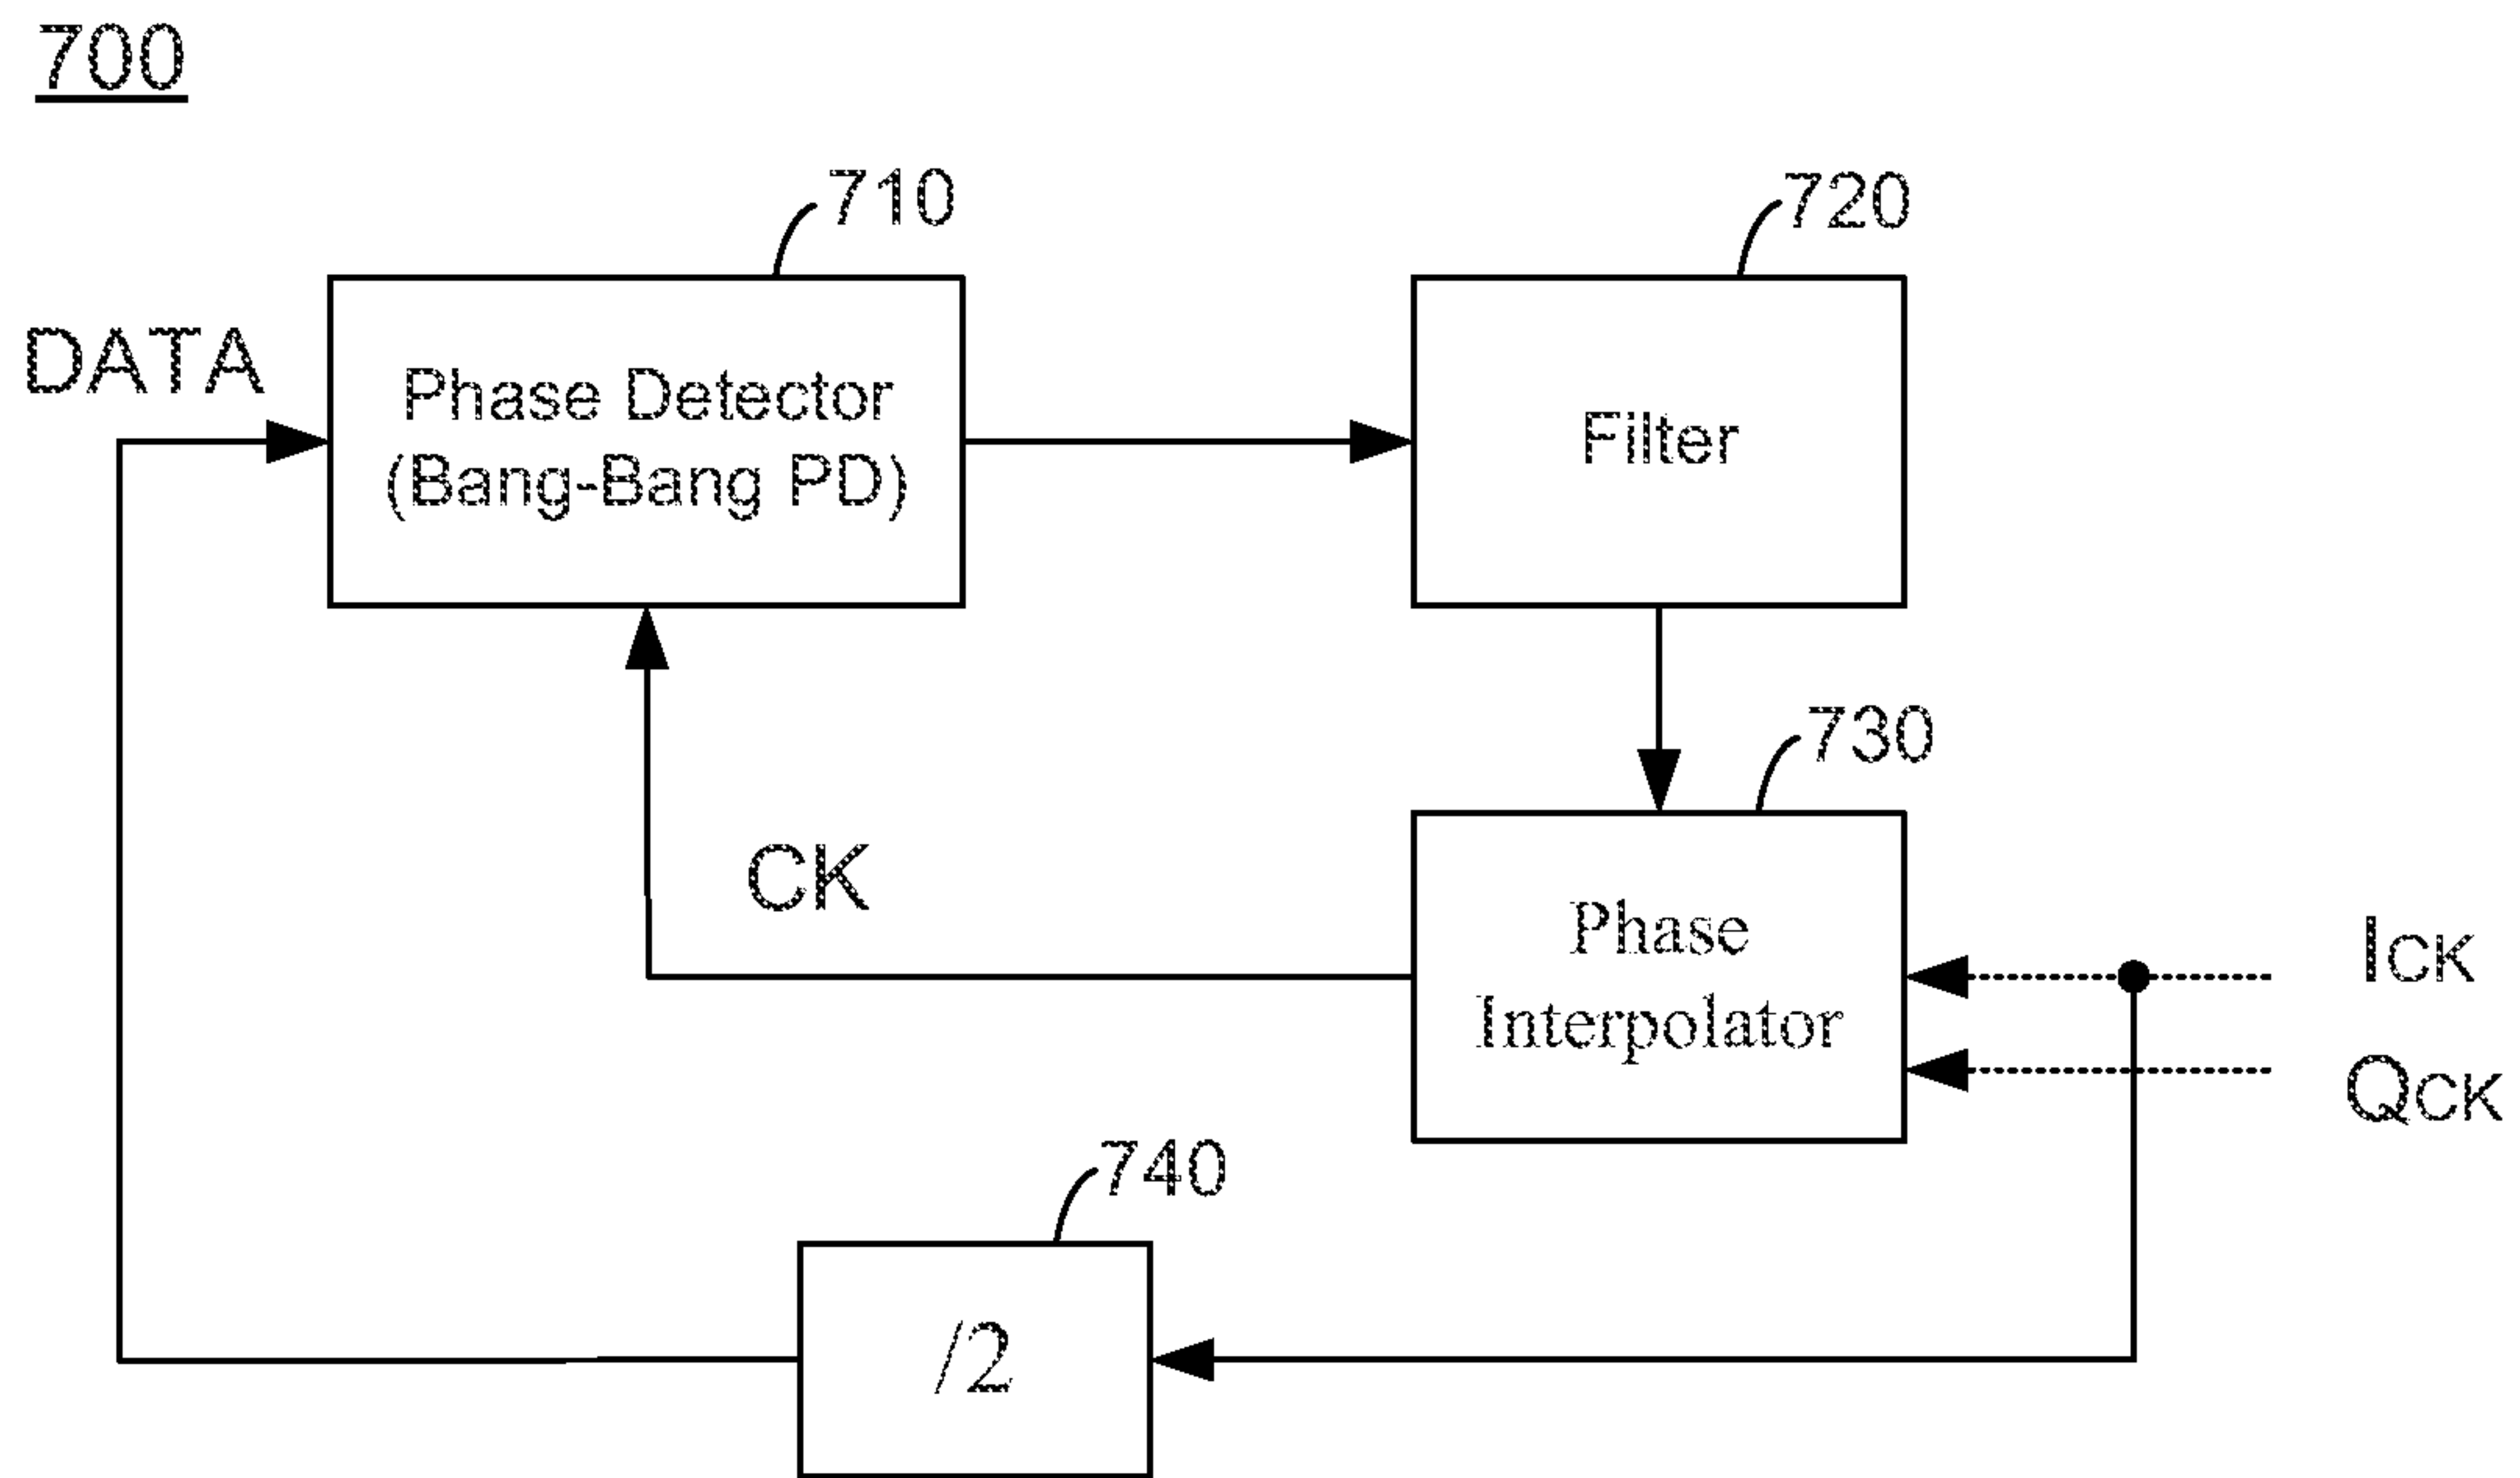 700
710
720
DATA
Phase Detector
(Bang-Bang PD)
Filter
730
CK
Phase
Interpolator
ICK
QCK
740
/2